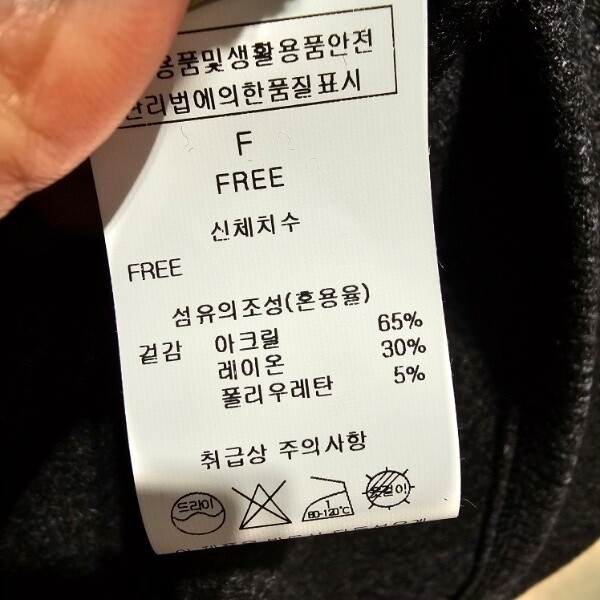 용품및생활용품안전
관리법에의한품질표시
F
FREE
신체치수
FREE
섬유의조성(혼용율)
겉감 아크릴 65%
레이온 30%
폴리우레탄 5%
취급상 주의사항
드라이
1
80-120℃